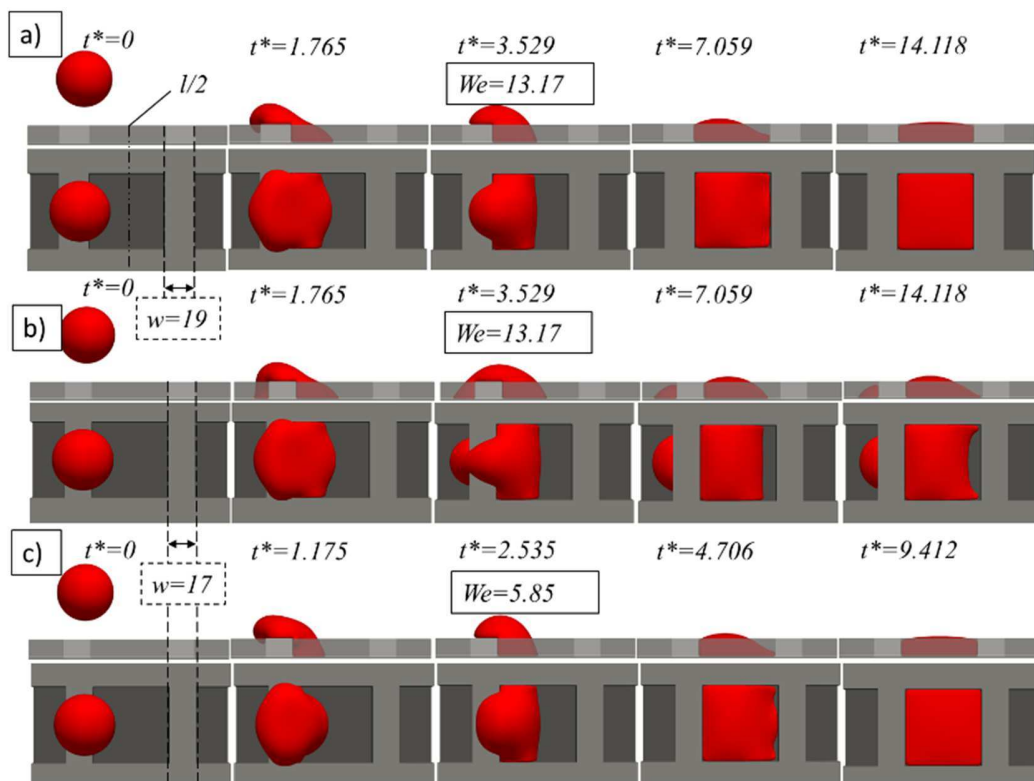 a)
t*=0
t*=1.765
t*=3.529
t*=7.059
t*=14.118
We=13.17
l/2
w=19
b)
t*=0
t*=1.765
t*=3.529
t*=7.059
t*=14.118
We=13.17
c)
t*=0
t*=1.175
t*=2.535
t*=4.706
t*=9.412
w=17
We=5.85